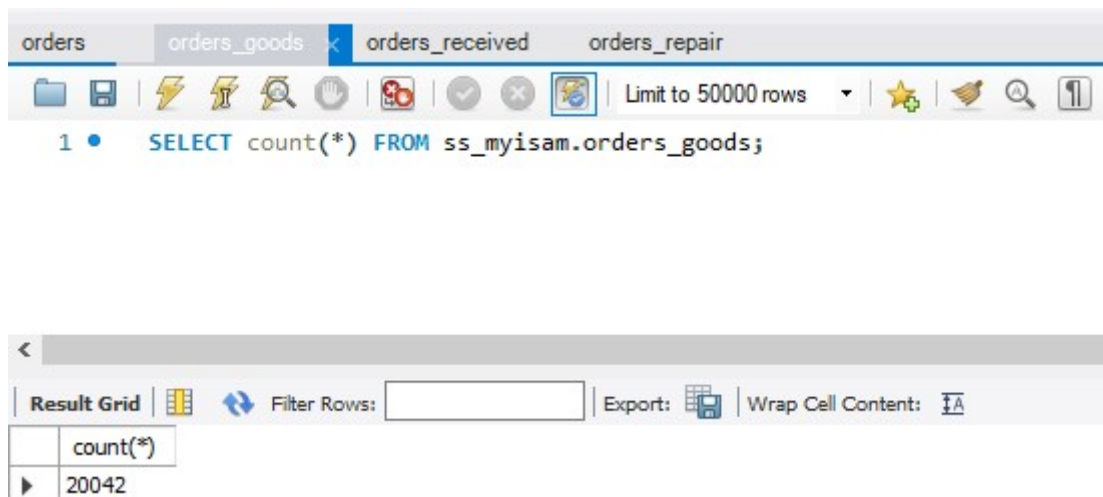 orders orders_goods orders_received orders_repair
Limit to 50000 rows
1 SELECT count(*) FROM ss_myisam.orders_goods;
Result Grid Filter Rows: Export: Wrap Cell Content: IA
count(*)
20042